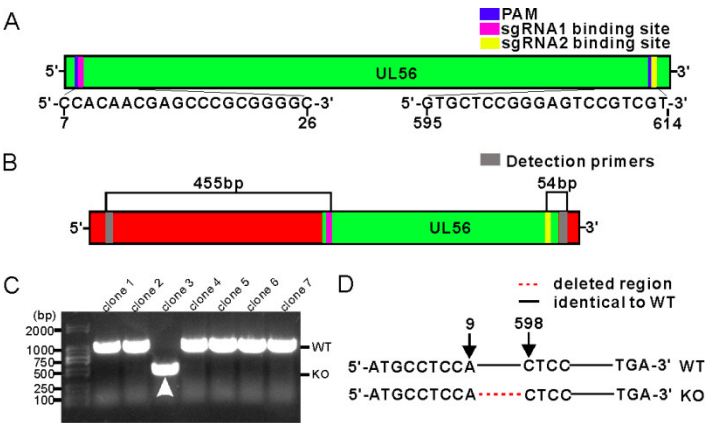 A
PAM
sgRNA1 binding site
sgRNA2 binding site
5'- UL56 -3'
5'-CCACAACGAGCCCGCGGGGC-3' 5'-GTGCTCCGGGAGTCCGTCGT-3'
7 26 595 614
B
Detection primers
455bp 54bp
5'- UL56 -3'
C
clone 1 clone 2 clone 3 clone 4 clone 5 clone 6 clone 7
(bp)
2000
1000
750
500
250
100
WT
KO
D
deleted region
identical to WT
9 598
5'-ATGCCTCCA CTCC TGA-3' WT
5'-ATGCCTCCA CTCC TGA-3' KO